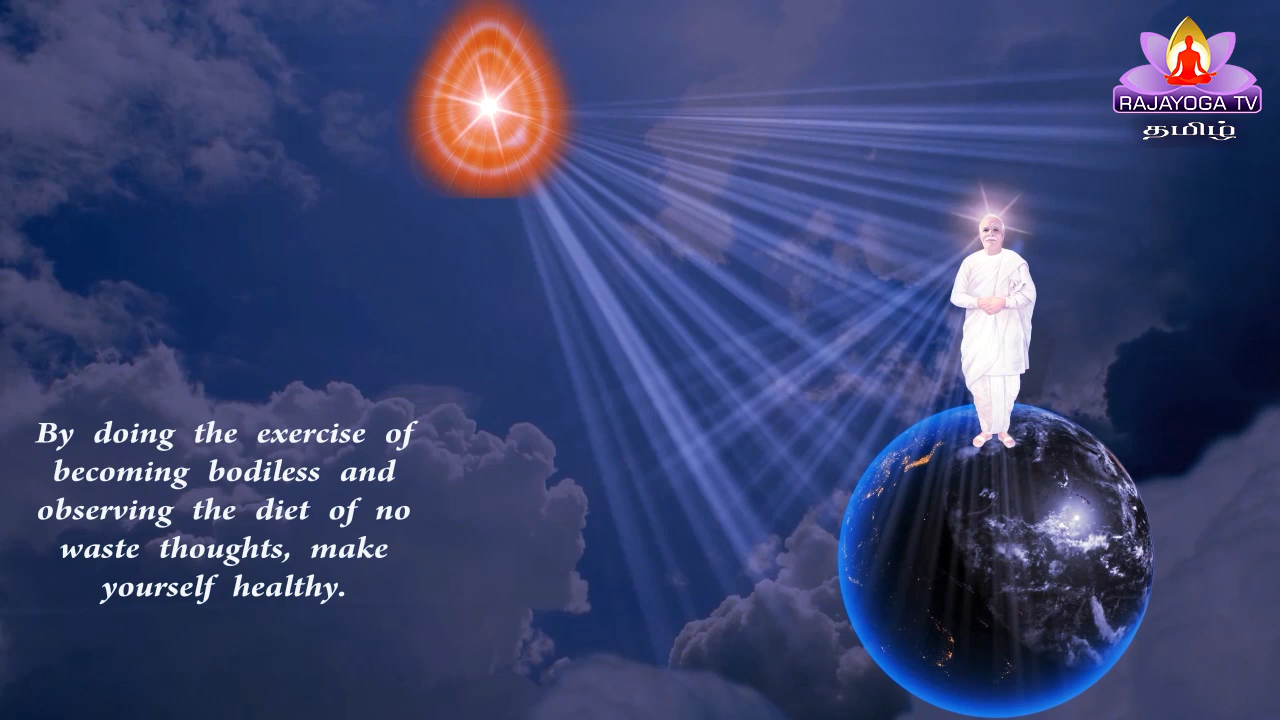 RAJAYOGA TV
தமிழ்
By doing the exercise of
becoming bodiless and
observing the diet of no
waste thoughts, make
yourself healthy.